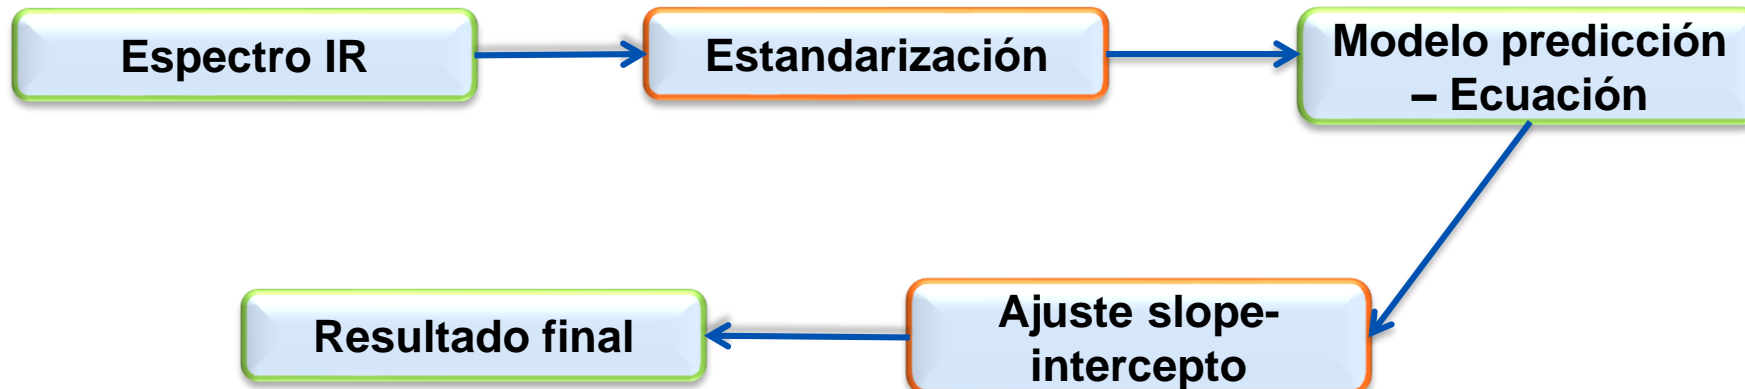 Espectro IR
Estandarización
Modelo predicción
– Ecuación
Ajuste slope-
intercepto
Resultado final